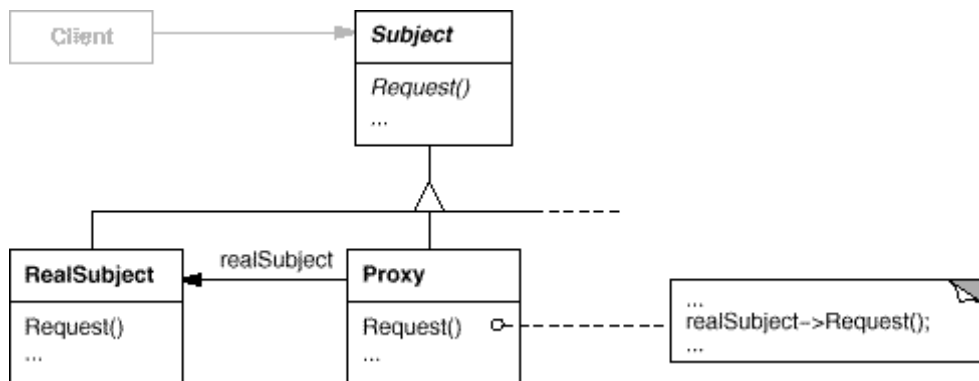 Client
Subject
Request()
...
realSubject
RealSubject
Request()
...
Proxy
Request()
...
...
realSubject->Request();
...